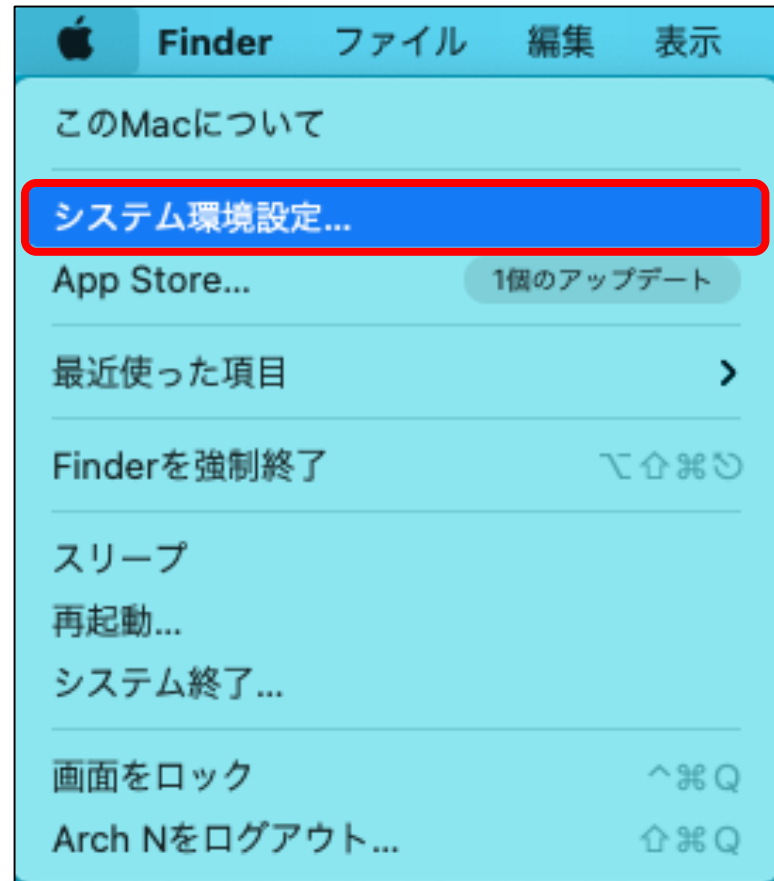 Finder ファイル 編集 表示
このMacについて
システム環境設定...
App Store... 1個のアップデート
最近使った項目
Finderを強制終了 ⌥⇧⌘⎋
スリープ
再起動...
システム終了...
画面をロック ^⌘Q
Arch Nをログアウト... ⇧⌘Q